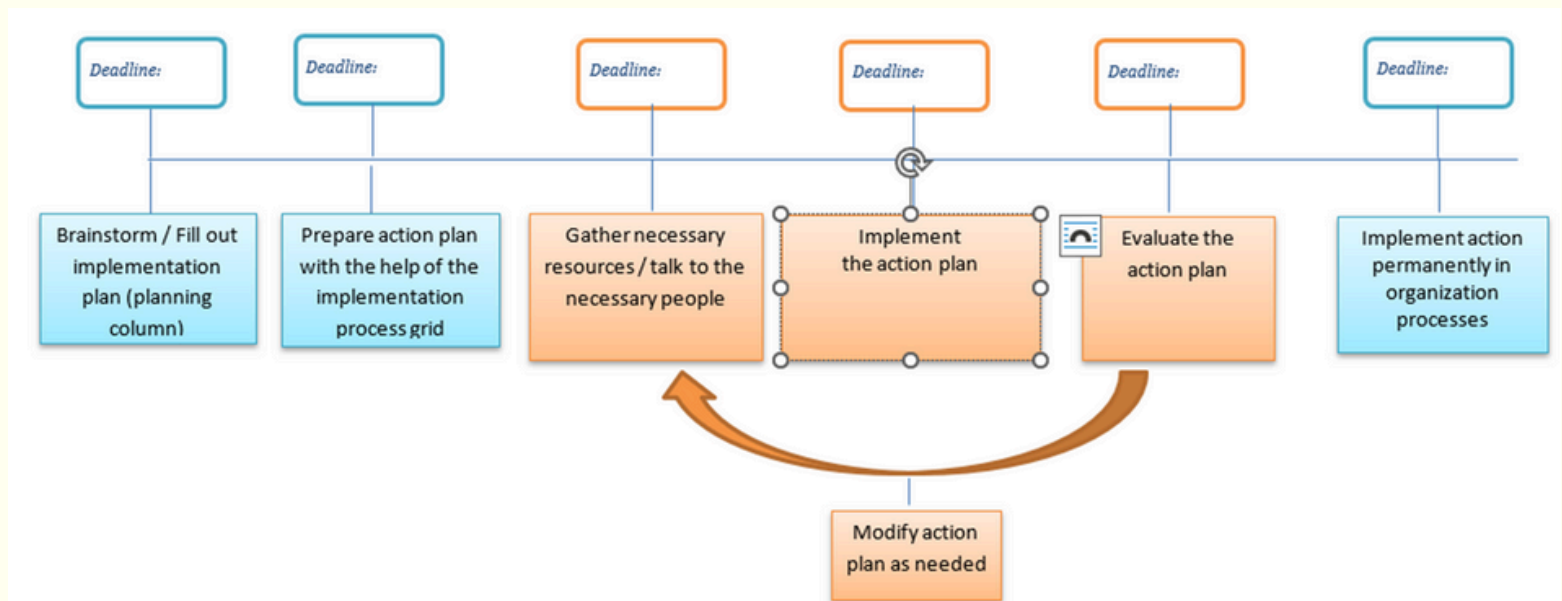 Deadline:
Deadline:
Deadline:
Deadline:
Deadline:
Deadline:
Brainstorm / Fill out
implementation
plan (planning
column)
Prepare action plan
with the help of the
implementation
process grid
Gather necessary
resources / talk to the
necessary people
Implement
the action plan
Evaluate the
action plan
Implement action
permanently in
organization
processes
Modify action
plan as needed